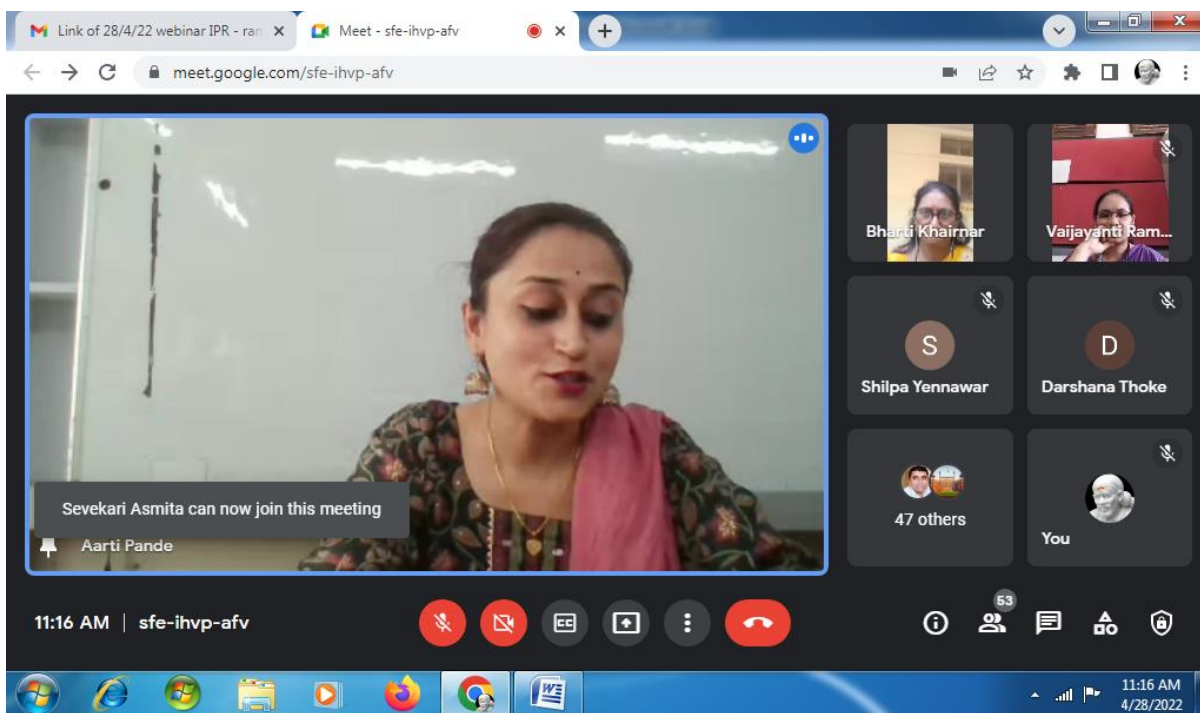 Link of 28/4/22 webinar IPR - ran
Meet - sfe-ihvp-afv
meet.google.com/sfe-ihvp-afv
Bharti Khairnar
Vaijayanti Ram...
S
Shilpa Yennawar
D
Darshana Thoke
Sevekari Asmita can now join this meeting
Aarti Pande
47 others
You
11:16 AM | sfe-ihvp-afv
CC
53
11:16 AM
4/28/2022